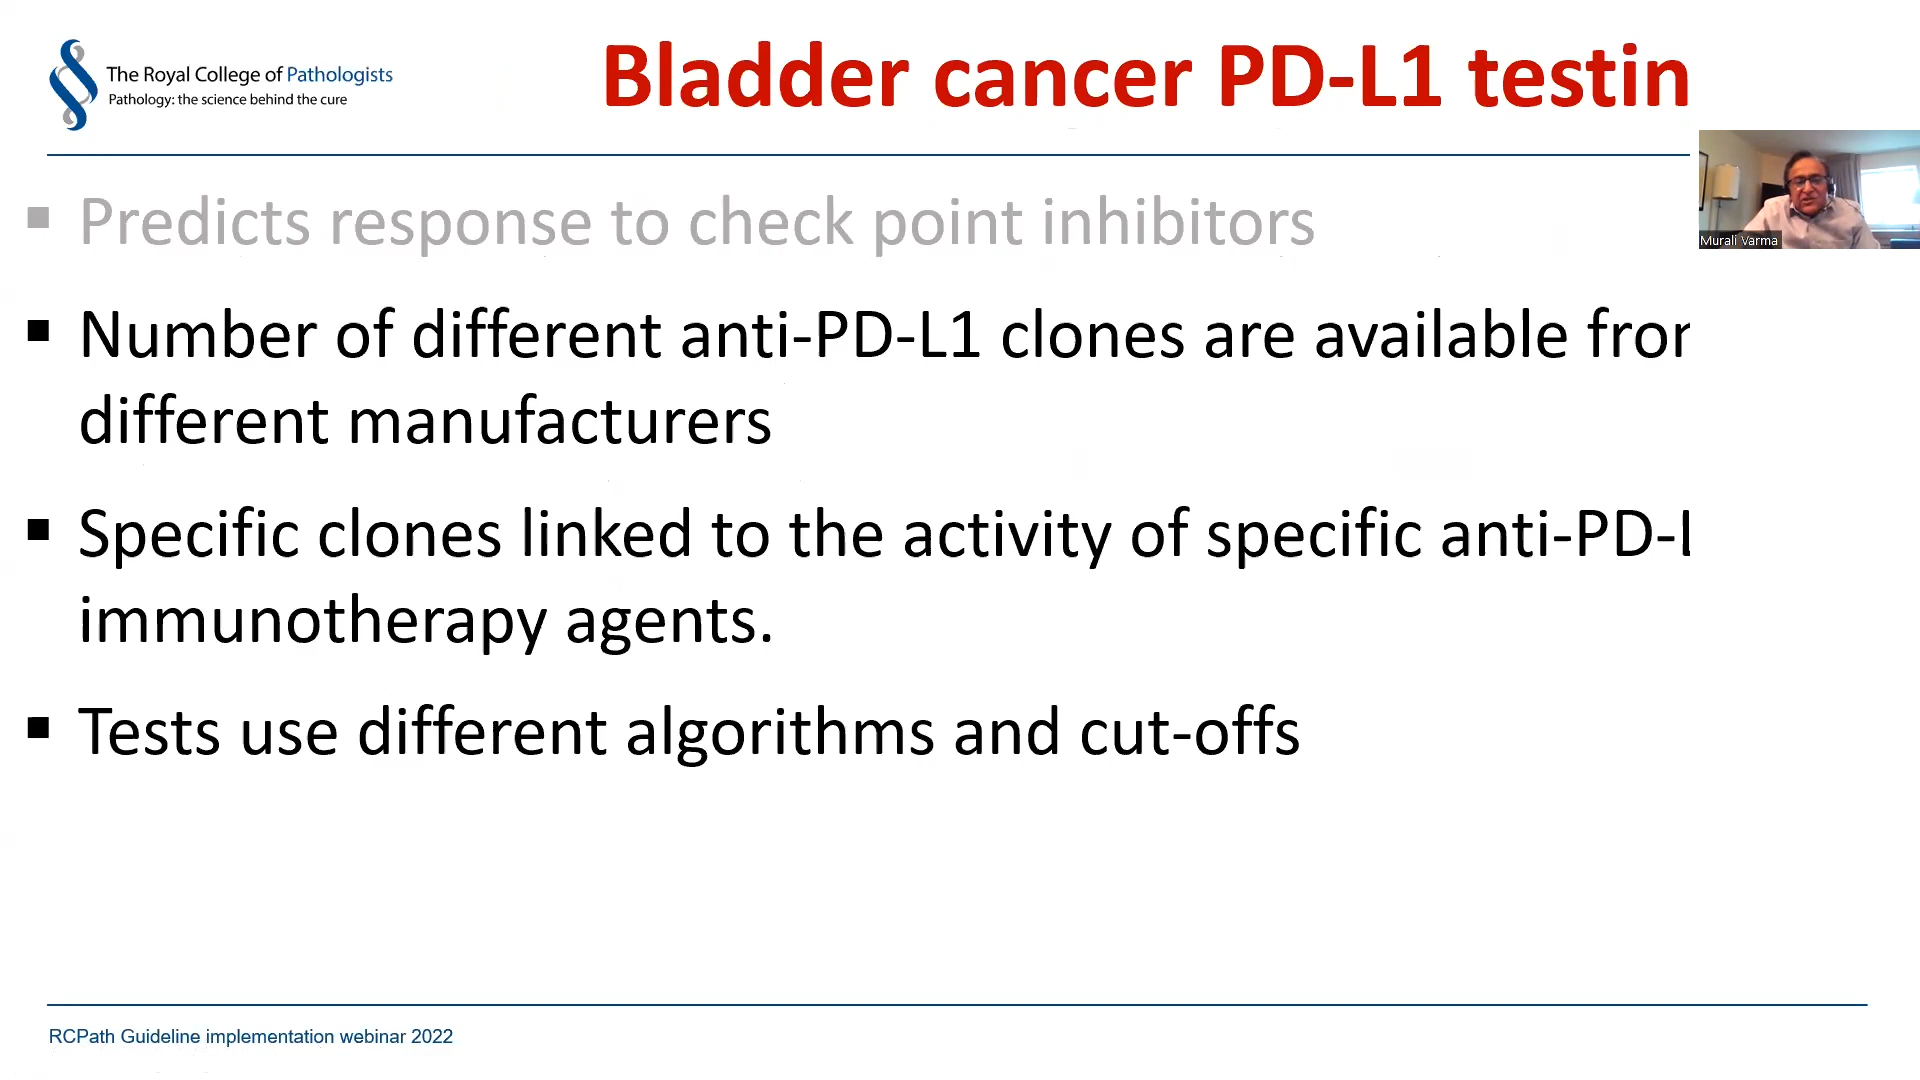 The Royal College of Pathologists
Pathology: the science behind the cure
Bladder cancer PD-L1 testin
Murali Varma
Predicts response to check point inhibitors
Number of different anti-PD-L1 clones are available from
different manufacturers
Specific clones linked to the activity of specific anti-PD-L
immunotherapy agents.
Tests use different algorithms and cut-offs
RCPath Guideline implementation webinar 2022